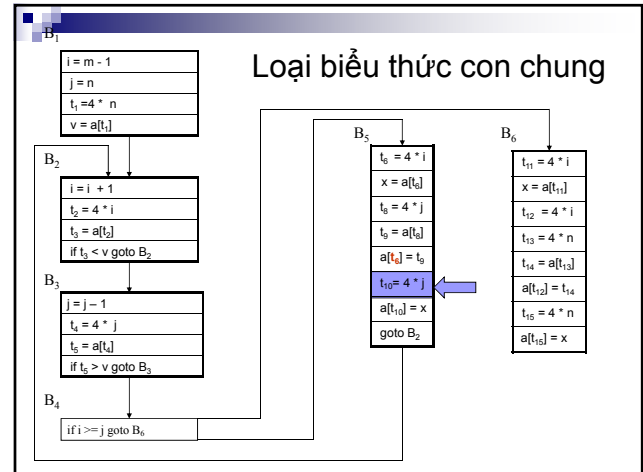 Loại biểu thức con chung
B₁
i = m - 1
j = n
t₁ =4 * n
v = a[t₁]
B₂
i = i + 1
t₂ = 4 * i
t₃ = a[t₂]
if t₃ < v goto B₂
B₃
j = j – 1
t₄ = 4 * j
t₅ = a[t₄]
if t₅ > v goto B₃
B₄
if i >= j goto B₆
B₅
t₆ = 4 * i
x = a[t₆]
t₈ = 4 * j
t₉ = a[t₈]
a[t₆] = t₉
t₁₀= 4 * j
a[t₁₀] = x
goto B₂
B₆
t₁₁ = 4 * i
x = a[t₁₁]
t₁₂ = 4 * i
t₁₃ = 4 * n
t₁₄ = a[t₁₃]
a[t₁₂] = t₁₄
t₁₅ = 4 * n
a[t₁₅] = x